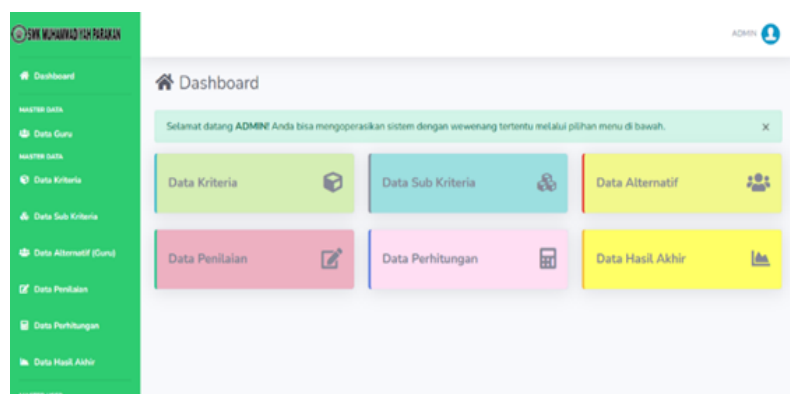 SMK MUHAMMADIYAH PARAKAN
ADMIN
Dashboard
MASTER DATA
Data Guru
MASTER DATA
Data Kriteria
Data Sub Kriteria
Data Alternatif (Guru)
Data Penilaian
Data Perhitungan
Data Hasil Akhir
Dashboard
Selamat datang ADMIN! Anda bisa mengoperasikan sistem dengan wewenang tertentu melalui pilihan menu di bawah. ×
Data Kriteria
Data Sub Kriteria
Data Alternatif
Data Penilaian
Data Perhitungan
Data Hasil Akhir